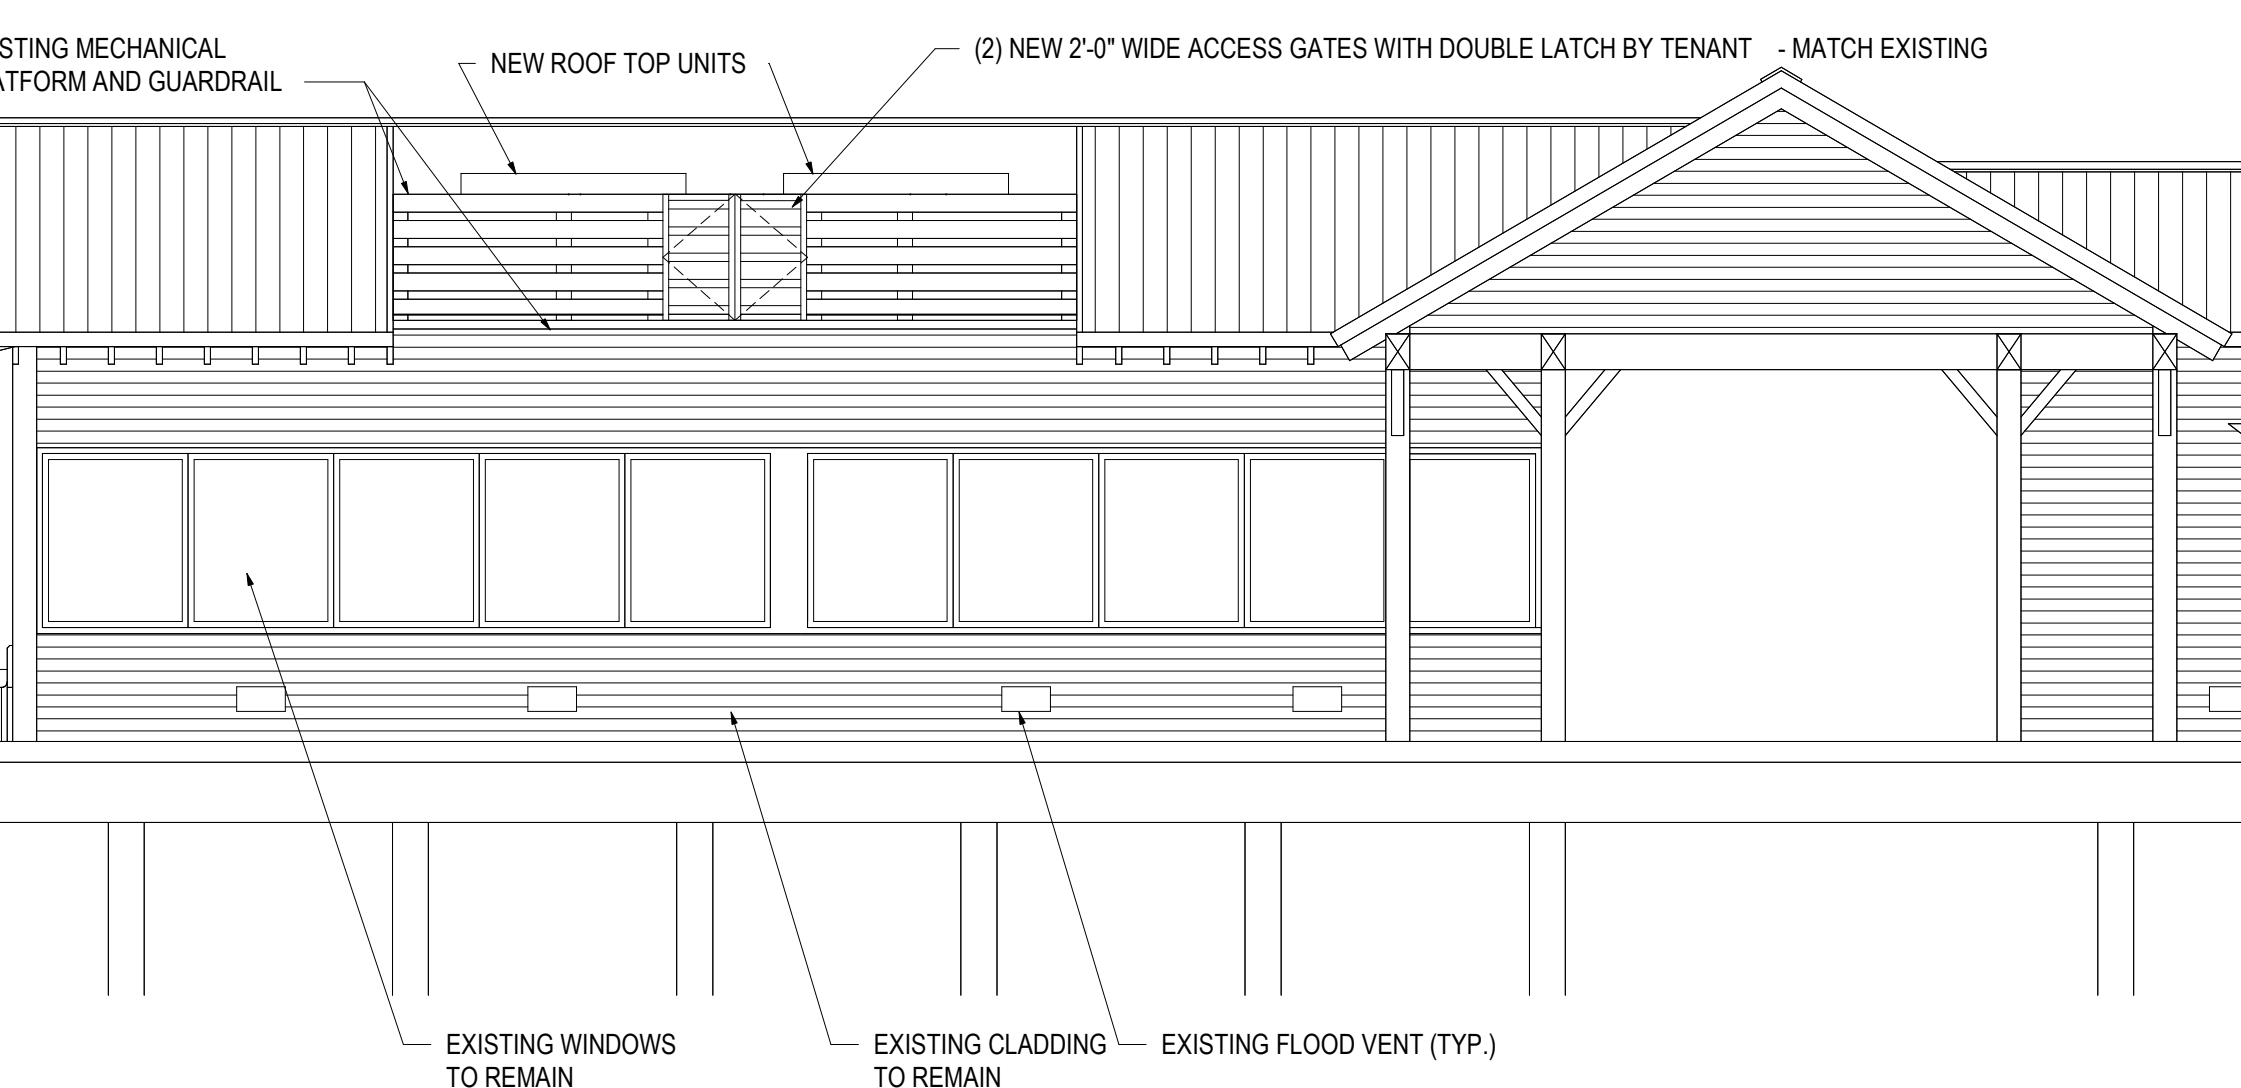 STING MECHANICAL
ATFORM AND GUARDRAIL
NEW ROOF TOP UNITS
(2) NEW 2'-0" WIDE ACCESS GATES WITH DOUBLE LATCH BY TENANT - MATCH EXISTING
EXISTING WINDOWS
TO REMAIN
EXISTING CLADDING
TO REMAIN
EXISTING FLOOD VENT (TYP.)